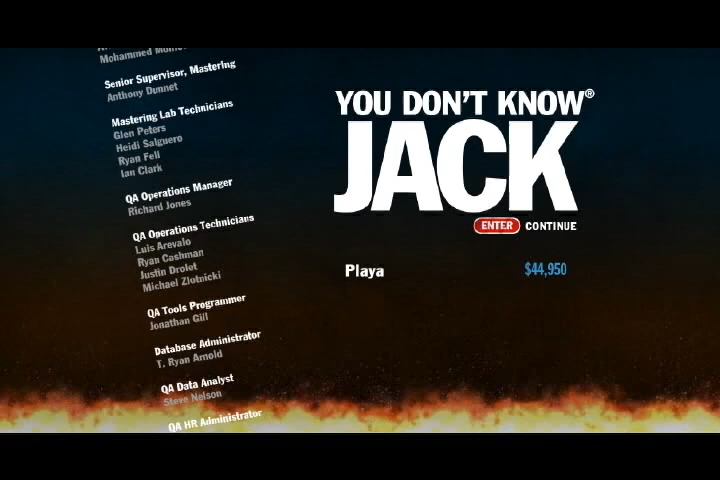 Mohammed
Senior Supervisor, Mastering
Anthony Dunnet
Mastering Lab Technicians
Glen Peters
Heidi Salguero
Ryan Fell
Ian Clark
QA Operations Manager
Richard Jones
QA Operations Technicians
Luis Arevalo
Ryan Cashman
Justin Drolet
Michael Zlotnicki
QA Tools Programmer
Jonathan Gill
Database Administrator
T. Ryan Arnold
QA Data Analyst
Steve Nelson
QA HR Administrator
YOU DON'T KNOW®
JACK
ENTER CONTINUE
Playa $44,950